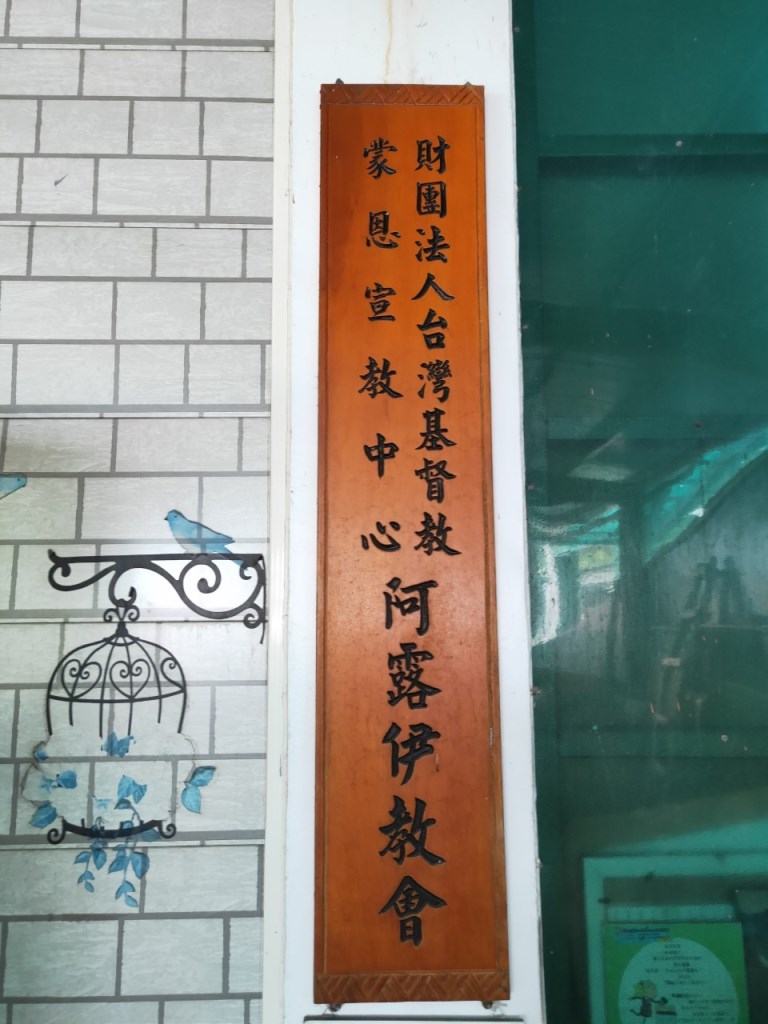 財團法人台灣基督教
蒙恩宣教中心
阿露伊教會